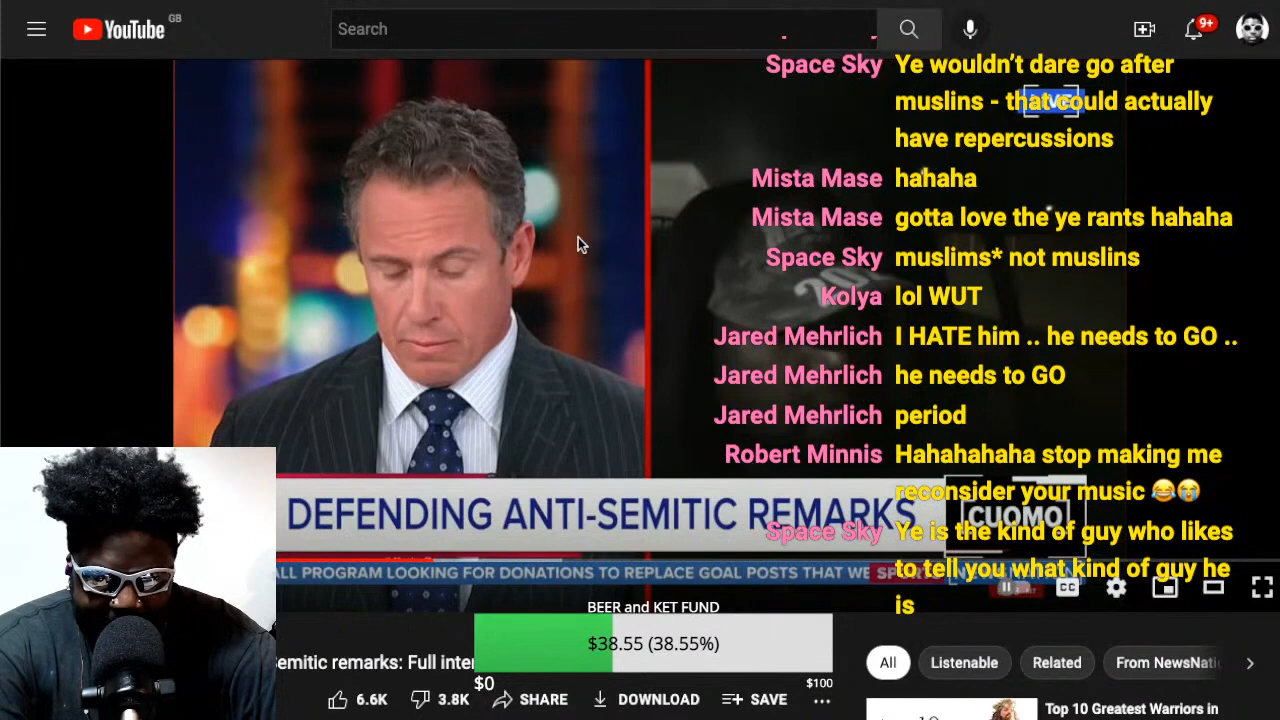 YouTube GB
Search
9+
Space Sky Ye wouldn’t dare go after
muslins - that could actually
have repercussions
Mista Mase hahaha
Mista Mase gotta love the ye rants hahaha
Space Sky muslims* not muslins
Kolya lol WUT
Jared Mehrlich I HATE him .. he needs to GO ..
Jared Mehrlich he needs to GO
Jared Mehrlich period
Robert Minnis Hahahahaha stop making me
reconsider your music 😂😭
Space Sky Ye is the kind of guy who likes
to tell you what kind of guy he
is
DEFENDING ANTI-SEMITIC REMARKS
CUOMO
ALL PROGRAM LOOKING FOR DONATIONS TO REPLACE GOAL POSTS THAT WE
CC
BEER and KET FUND
$38.55 (38.55%)
$0
$100
emitic remarks: Full inter
6.6K 3.8K SHARE DOWNLOAD SAVE ...
All Listenable Related From NewsNati
Top 10 Greatest Warriors in